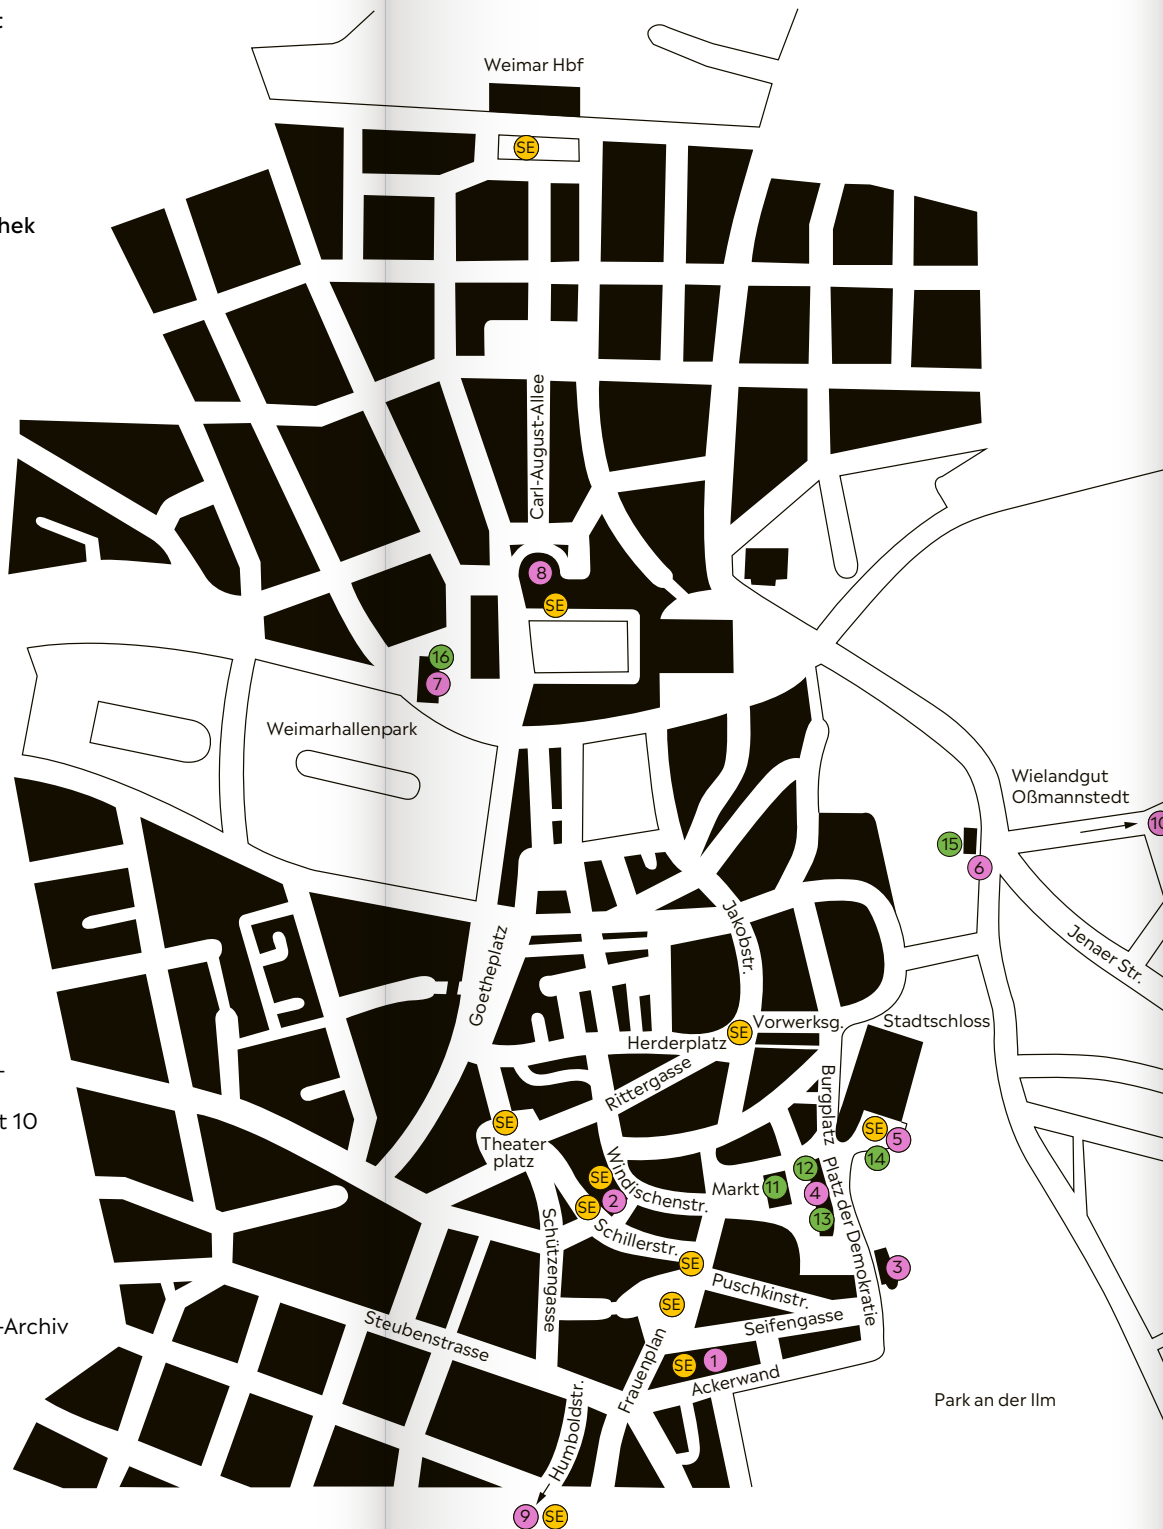 Weimar Hbf
SE
hek
Carl-August-Allee
8
SE
16
7
Weimarhallenpark
Wielandgut
Oßmannstedt
10
15
6
Jakobstr.
Jenaer Str.
Goetheplatz
SE
Vorwerksg.
Stadtschloss
Herderplatz
Rittergasse
Burgplatz
t 10
SE
Theater
platz
SE
5
14
12
SE
Windischenstr.
Markt
11
4
2
SE
13
Platz der Demokratie
Schützengasse
Schillerstr.
SE
3
Puschkinstr.
SE
-Archiv
Steubenstrasse
Seifengasse
Frauenplan
SE
1
Ackerwand
Humboldtstr.
Park an der Ilm
9
SE